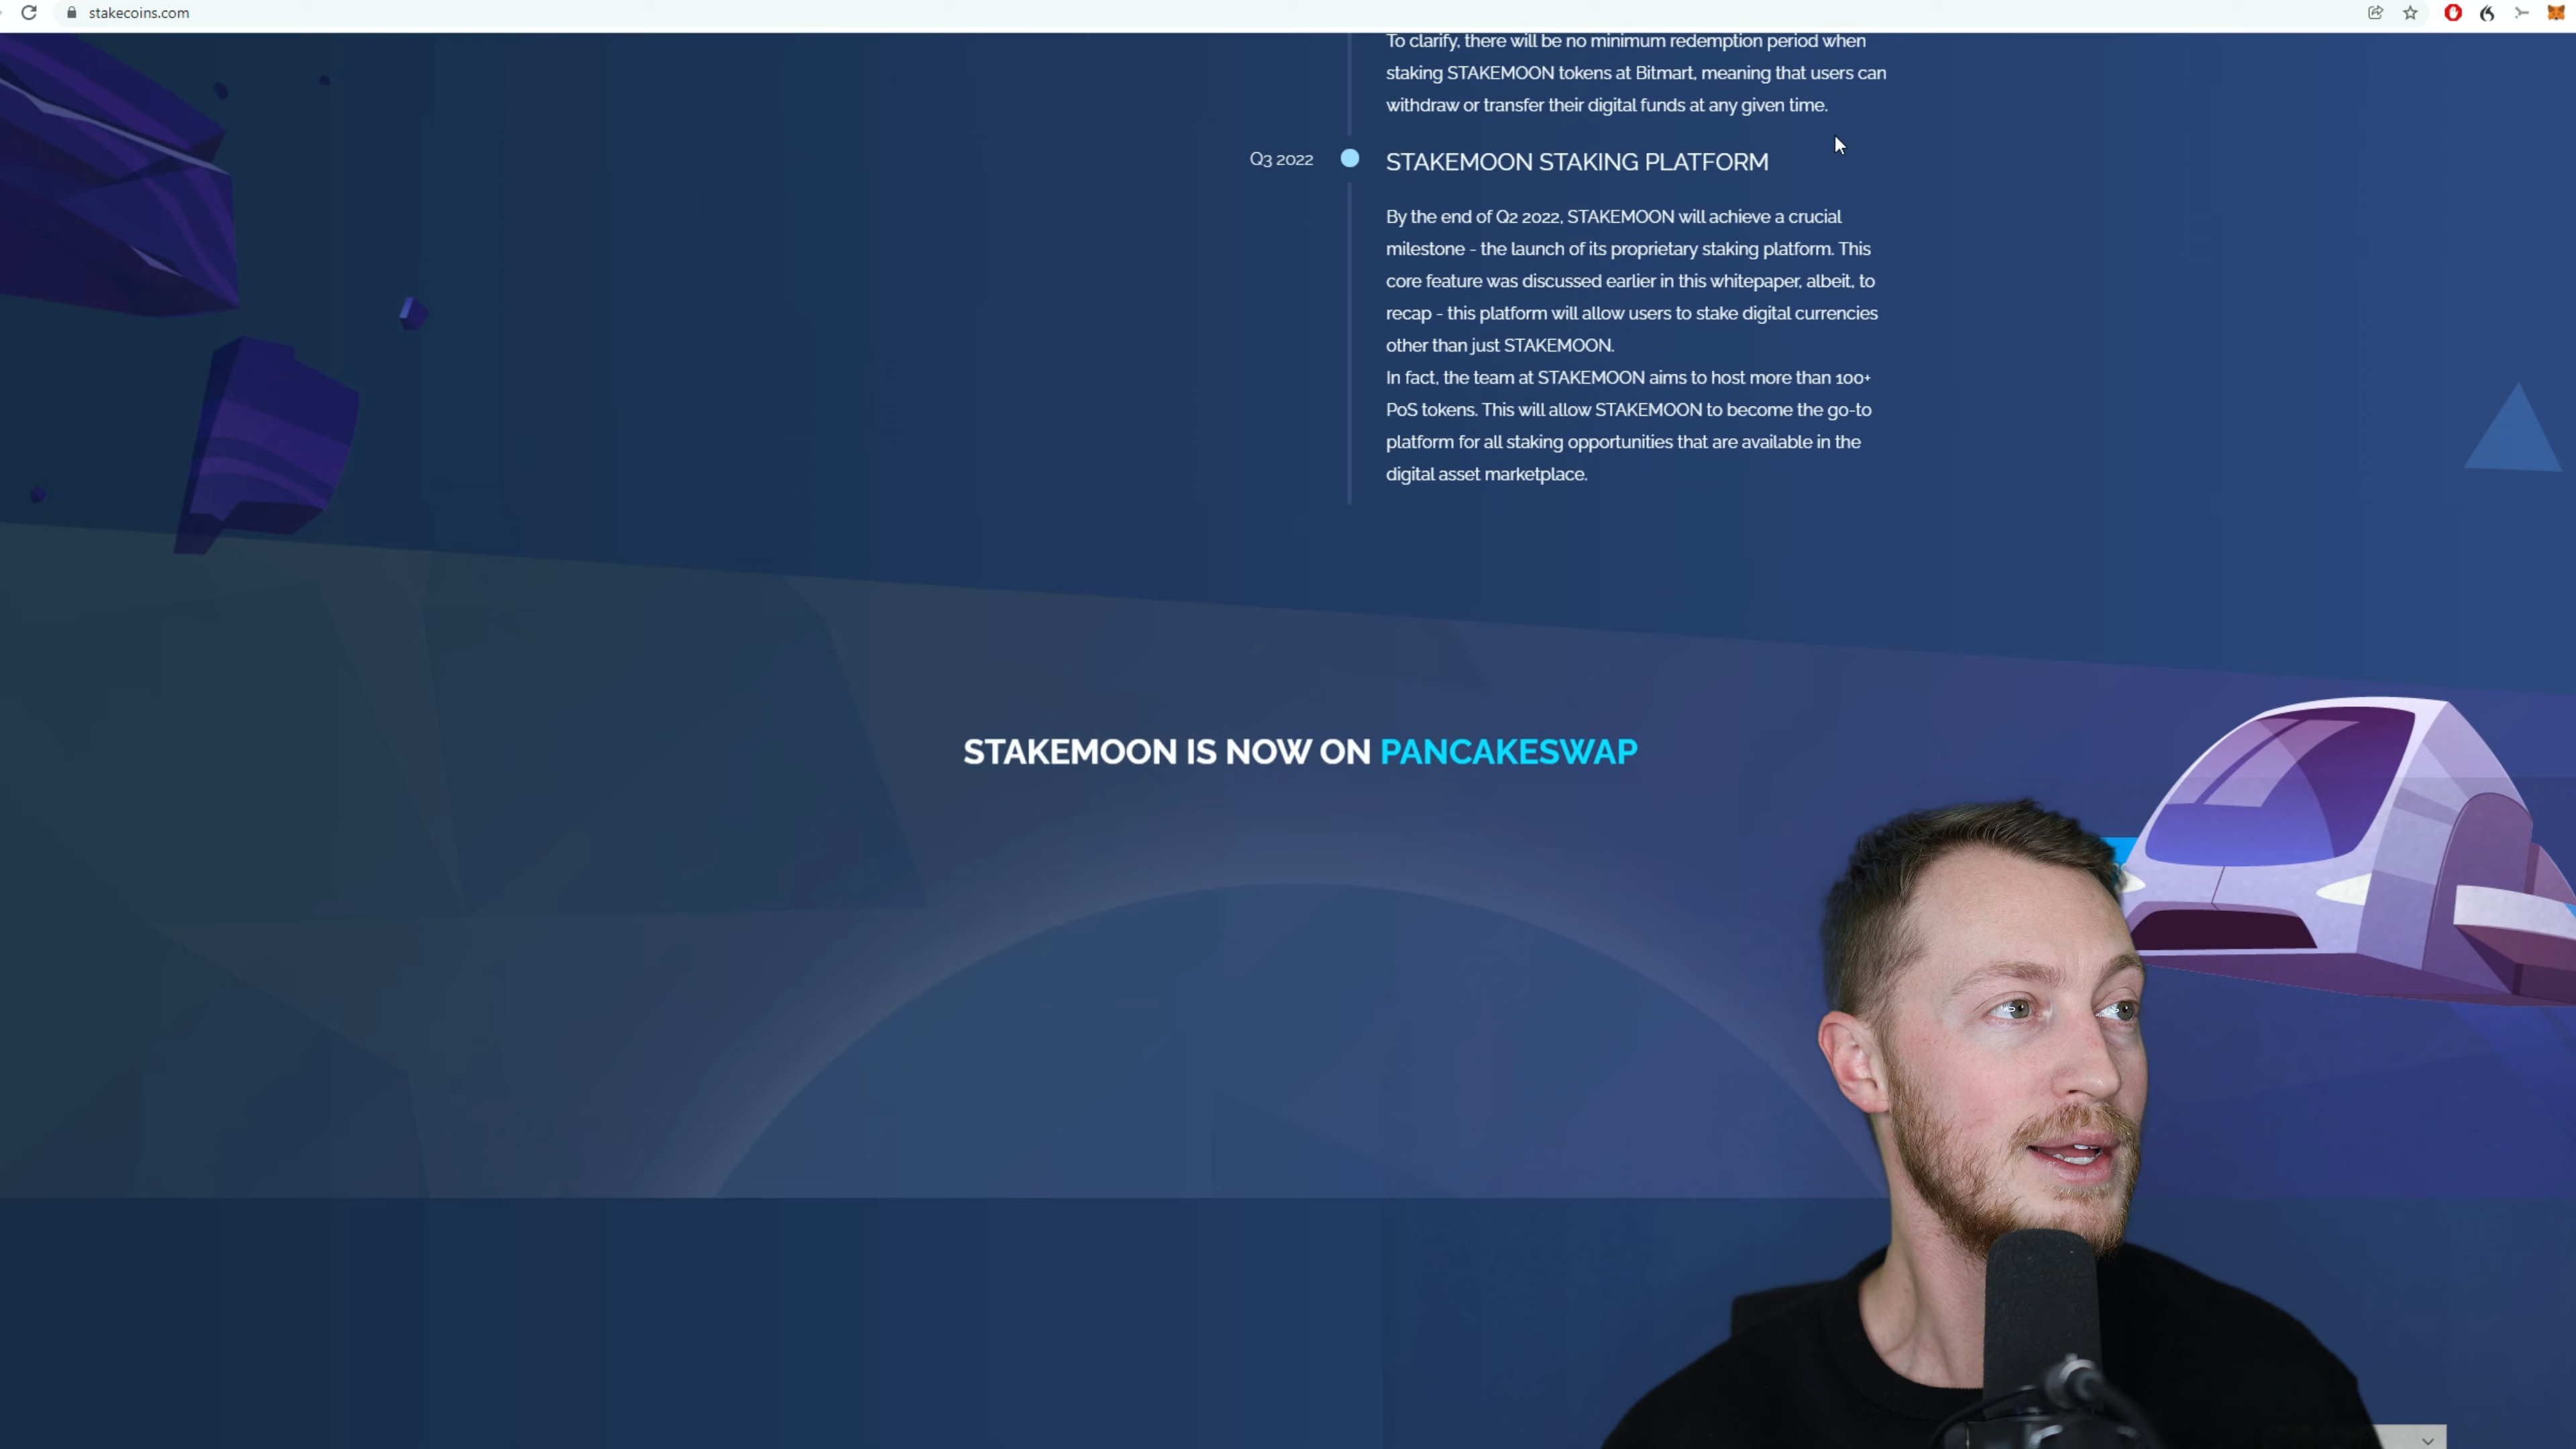 stakecoins.com
To clarify, there will be no minimum redemption period when
staking STAKEMOON tokens at Bitmart, meaning that users can
withdraw or transfer their digital funds at any given time.
Q3 2022
STAKEMOON STAKING PLATFORM
By the end of Q2 2022, STAKEMOON will achieve a crucial
milestone - the launch of its proprietary staking platform. This
core feature was discussed earlier in this whitepaper, albeit, to
recap - this platform will allow users to stake digital currencies
other than just STAKEMOON.
In fact, the team at STAKEMOON aims to host more than 100+
PoS tokens. This will allow STAKEMOON to become the go-to
platform for all staking opportunities that are available in the
digital asset marketplace.
STAKEMOON IS NOW ON PANCAKESWAP